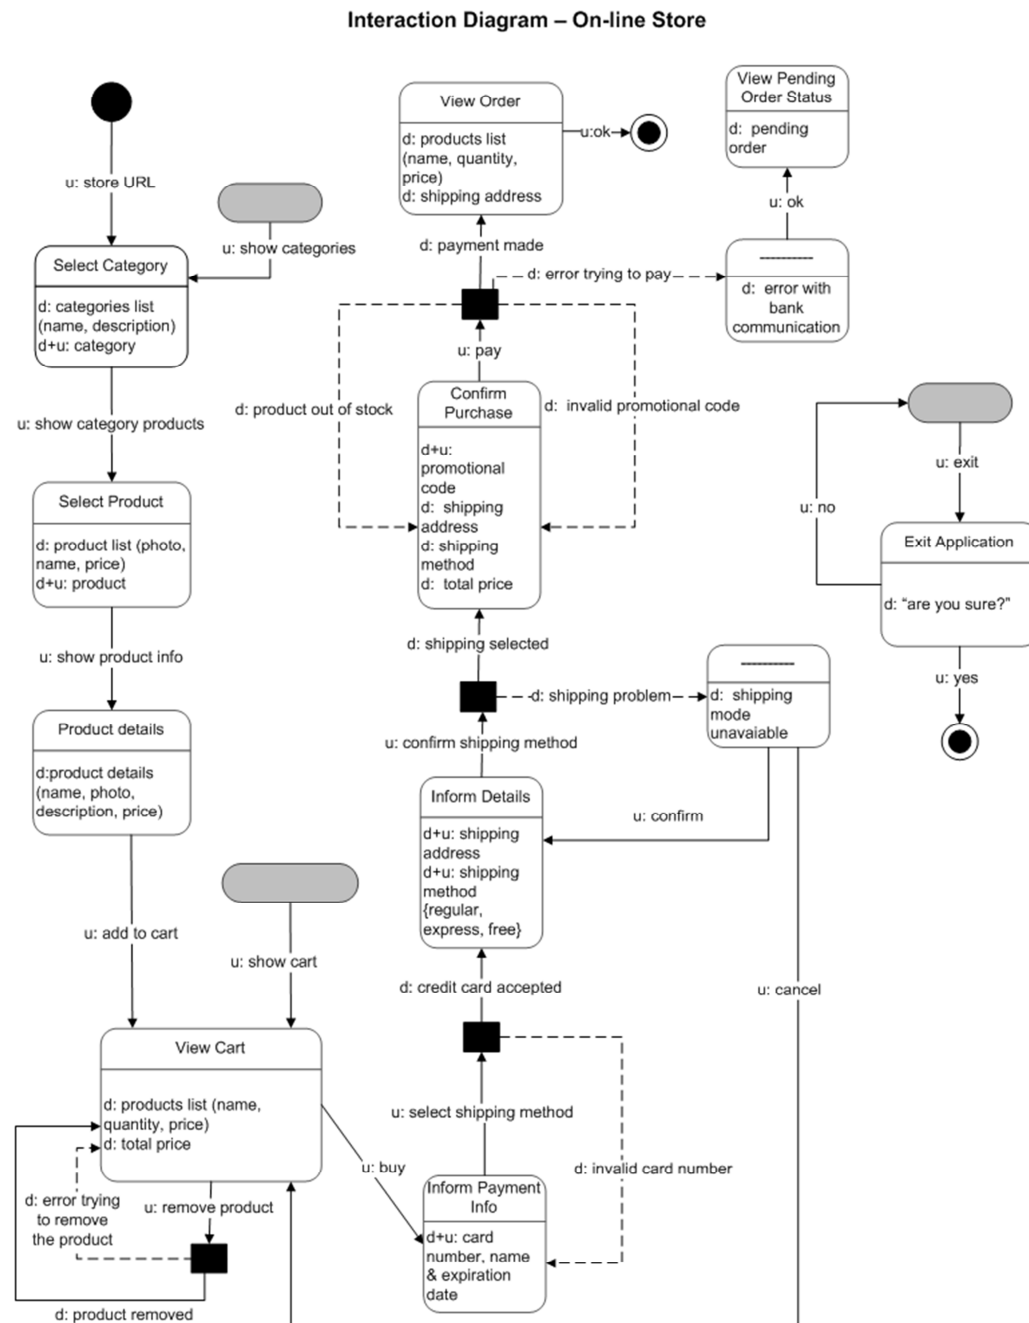 Interaction Diagram – On-line Store
u: store URL
u: show categories
Select Category
d: categories list
(name, description)
d+u: category
u: show category products
Select Product
d: product list (photo,
name, price)
d+u: product
u: show product info
Product details
d:product details
(name, photo,
description, price)
u: add to cart
u: show cart
View Cart
d: products list (name,
quantity, price)
d: total price
d: error trying
to remove
the product
u: remove product
d: product removed
u: buy
View Order
d: products list
(name, quantity,
price)
d: shipping address
u:ok
d: payment made
d: error trying to pay
u: pay
d: product out of stock
d: invalid promotional code
Confirm
Purchase
d+u:
promotional
code
d: shipping
address
d: shipping
method
d: total price
d: shipping selected
d: shipping problem
u: confirm shipping method
Inform Details
d+u: shipping
address
d+u: shipping
method
{regular,
express, free}
d: credit card accepted
u: select shipping method
d: invalid card number
Inform Payment
Info
d+u: card
number, name
& expiration
date
View Pending
Order Status
d: pending
order
u: ok
----------
d: error with
bank
communication
u: exit
u: no
Exit Application
d: “are you sure?”
u: yes
----------
d: shipping
mode
unavaiable
u: confirm
u: cancel